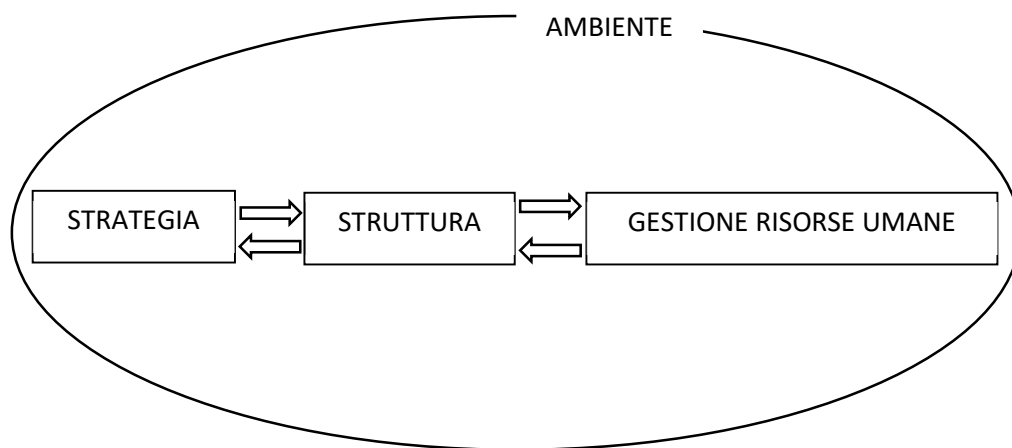 AMBIENTE
STRATEGIA
STRUTTURA
GESTIONE RISORSE UMANE